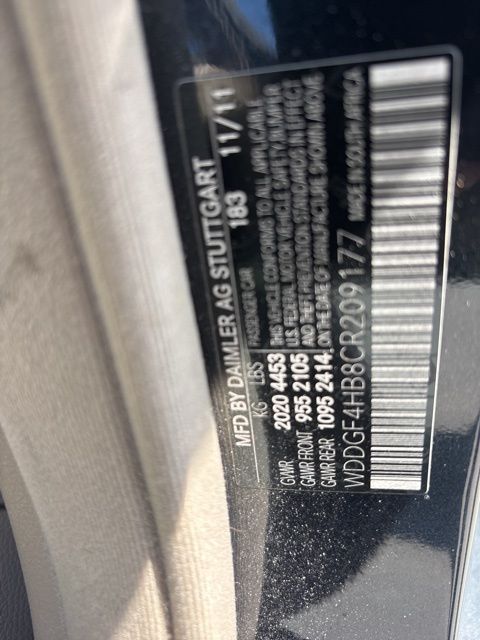 MFD BY DAIMLER AG STUTTGART
183 11/11
KG LBS PASSENGER CAR
GVWR 2020 4453 THIS VEHICLE CONFORMS TO ALL APPLICABLE
GAWR FRONT 955 2105 U.S. FEDERAL MOTOR VEHICLE SAFETY, BUMPER,
GAWR REAR 1095 2414 AND THEFT PREVENTION STANDARDS IN EFFECT
ON THE DATE OF MANUFACTURE SHOWN ABOVE.
WDDGF4HB8CR209177 MADE IN SOUTH AFRICA